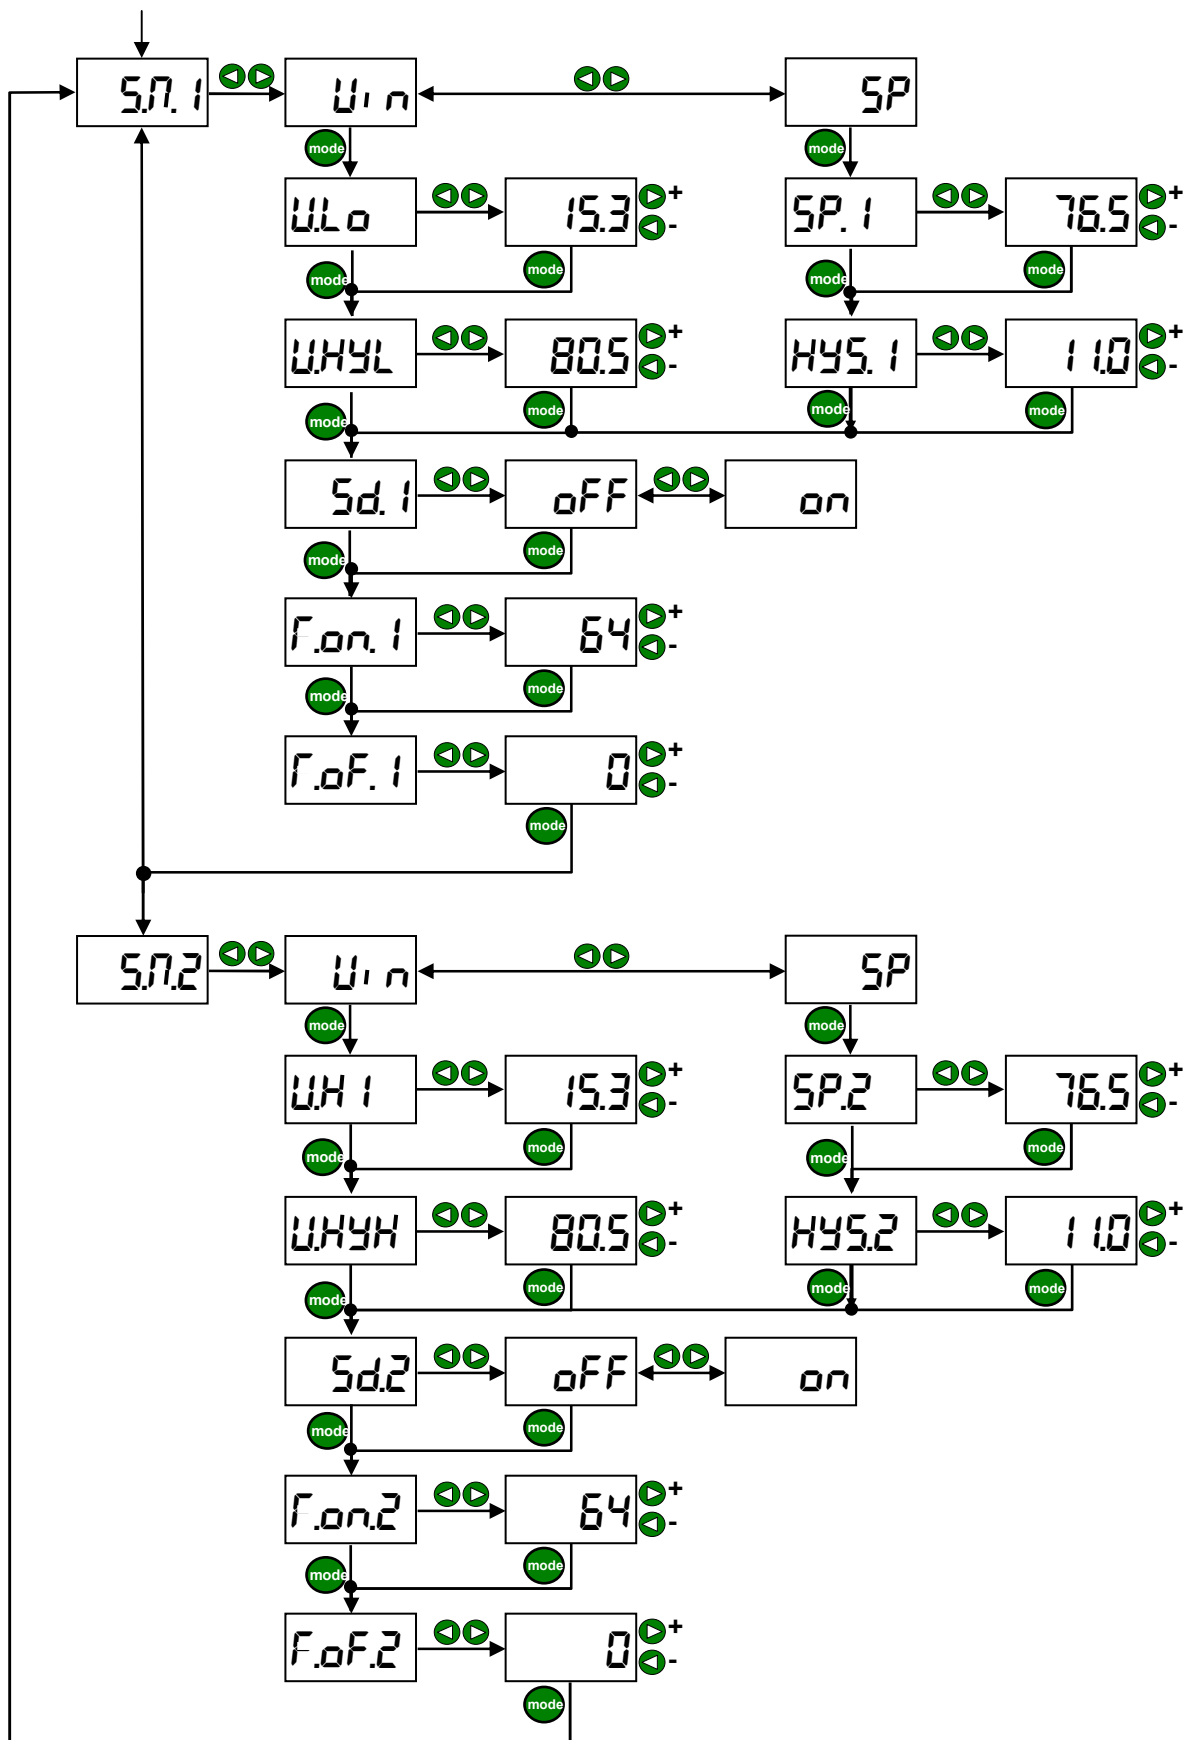 S.П.1 Uin SP
mode mode
U.Lo 15.3 + - SP.1 76.5 + -
mode mode mode mode
U.HYL 80.5 + - HYS.1 11.0 + -
mode mode mode mode
Sd.1 oFF on
mode mode
Г.on.1 64 + -
mode mode
Г.oF.1 0 + -
mode
S.П.2 Uin SP
mode mode
U.HI 15.3 + - SP.2 76.5 + -
mode mode mode mode
U.HYH 80.5 + - HYS.2 11.0 + -
mode mode mode mode
Sd.2 oFF on
mode mode
Г.on.2 64 + -
mode mode
Г.oF.2 0 + -
mode